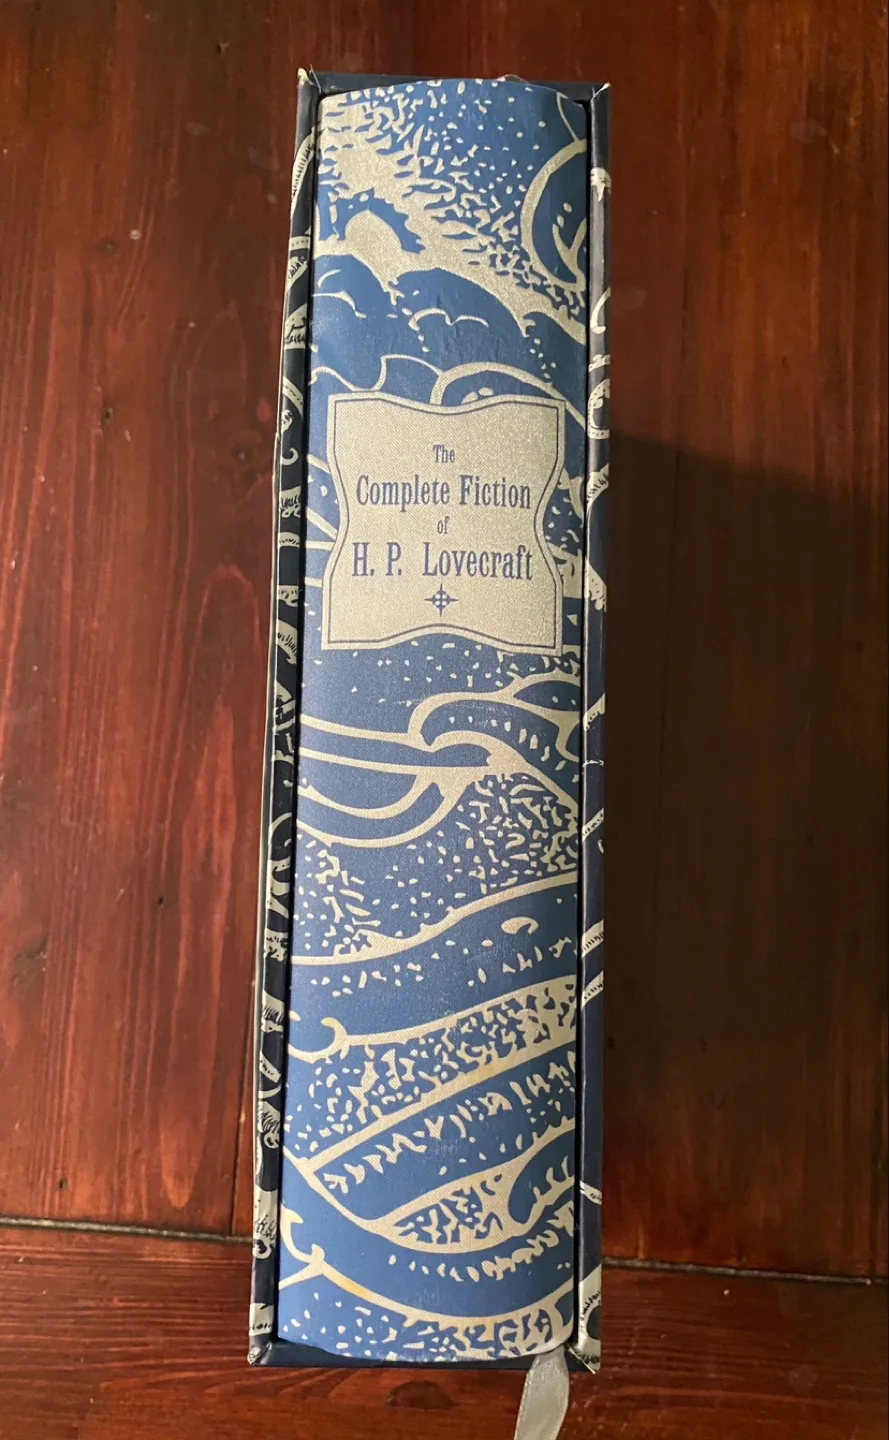 The
Complete Fiction
of
H. P. Lovecraft